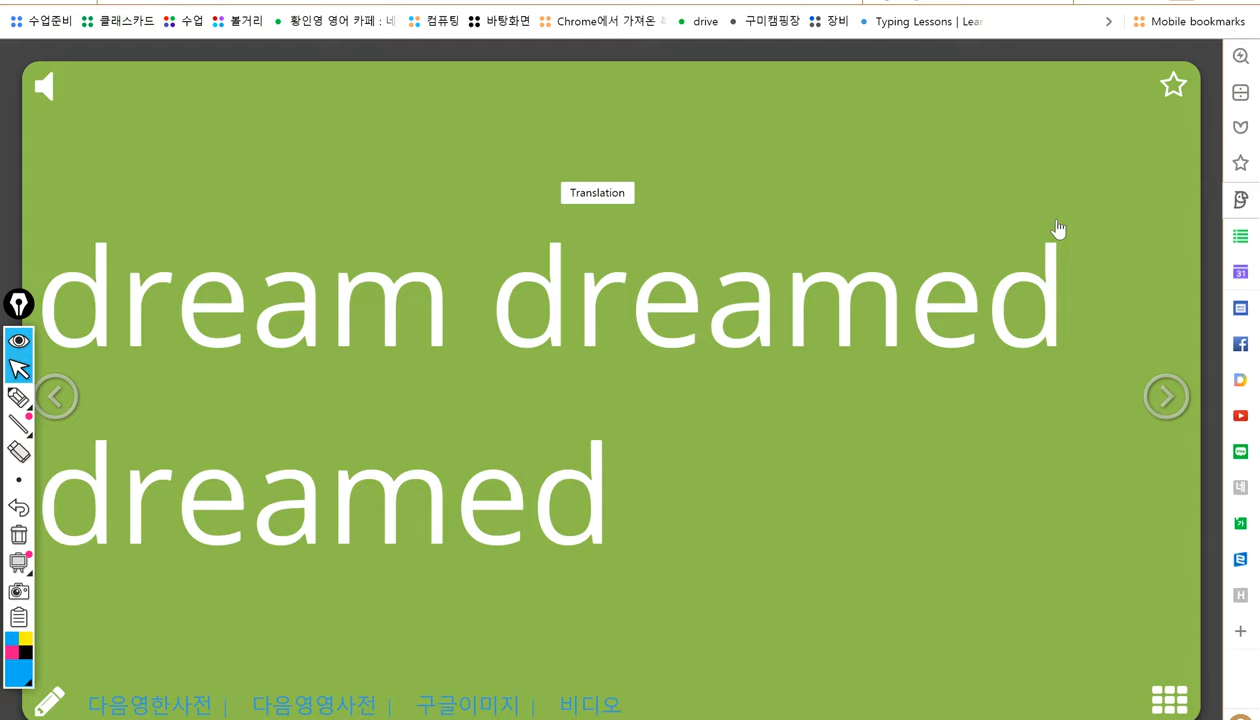 수업준비 클래스카드 수업 볼거리 황인영 영어 카페 : 네 컴퓨팅 바탕화면 Chrome에서 가져온 drive 구미캠핑장 장비 Typing Lessons | Lear Mobile bookmarks
Translation
dream dreamed
dreamed
다음영한사전 | 다음영영사전 | 구글이미지 | 비디오
31